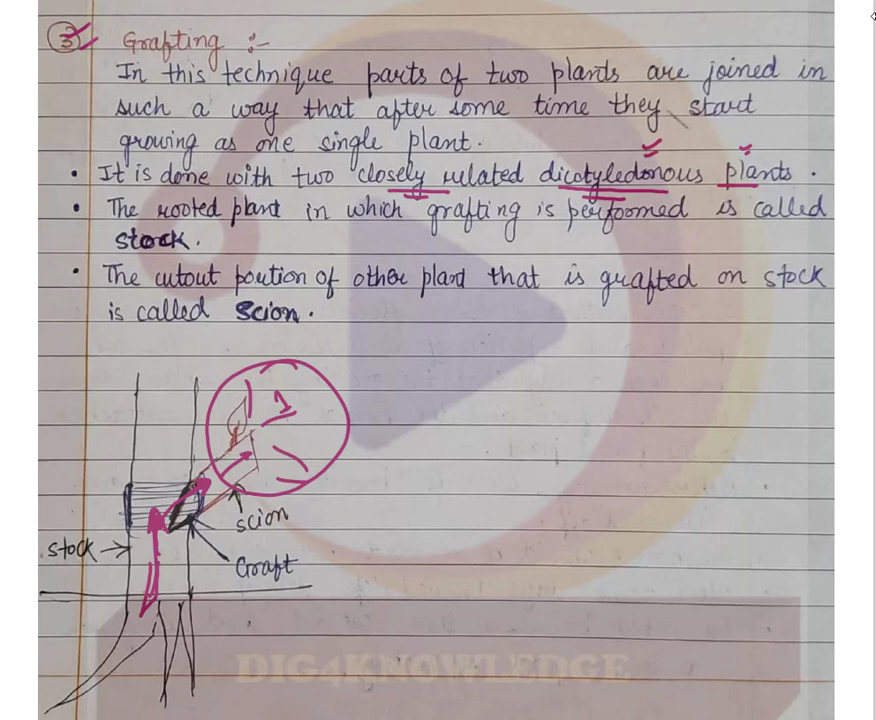 3 Grafting :-
In this technique parts of two plants are joined in
such a way that after some time they start
growing as one single plant.
• It is done with two closely related dicotyledonous plants.
• The rooted plant in which grafting is performed is called
stock.
• The cutout portion of other plant that is grafted on stock
is called Scion.
1
scion
stock
Graft
DIG4KNOWLEDGE